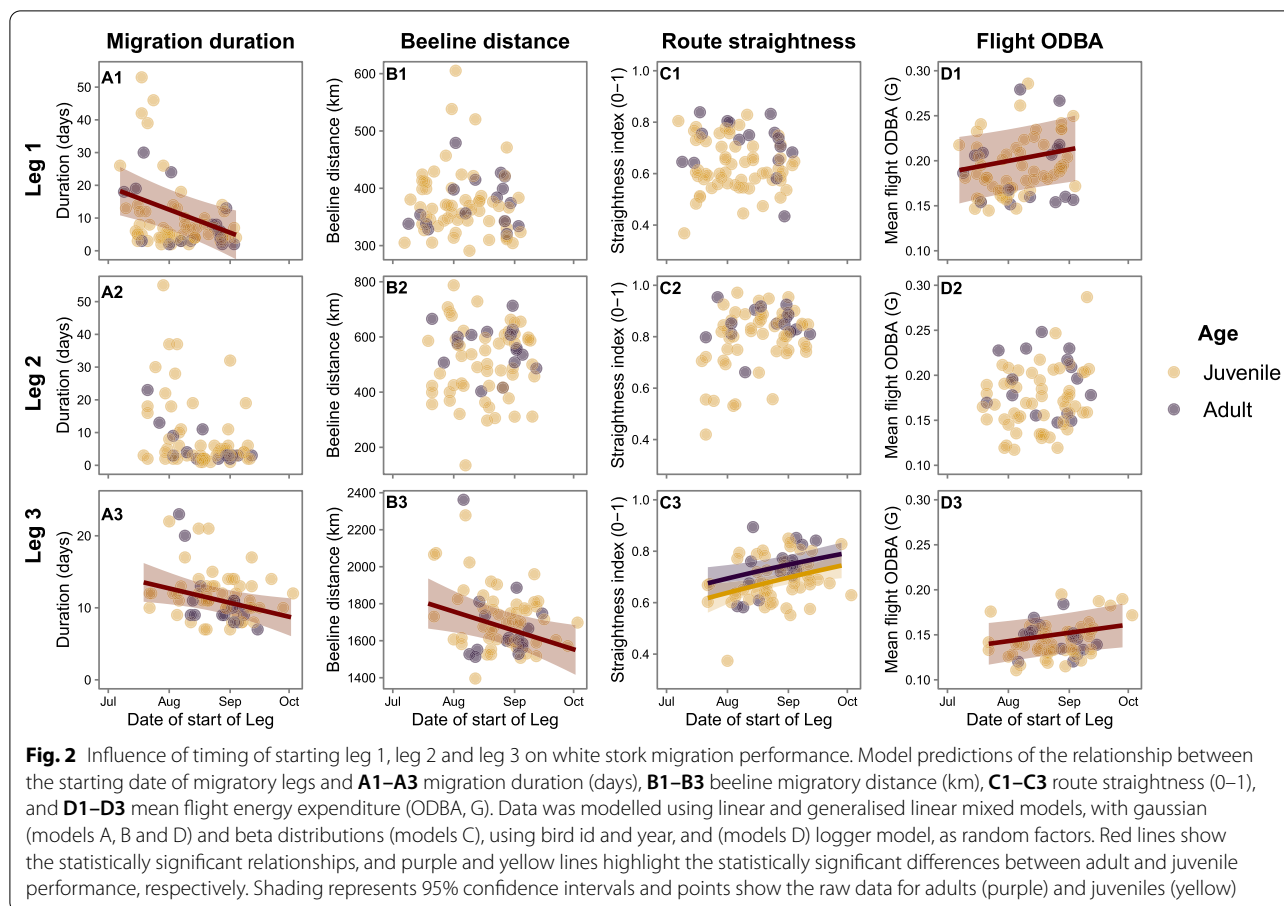 Migration duration Beeline distance Route straightness Flight ODBA
Leg 1
A1
Duration (days)
50
40
30
20
10
0
B1
Beeline distance (km)
600
500
400
300
C1
Straightness index (0–1)
1.0
0.8
0.6
0.4
D1
Mean flight ODBA (G)
0.30
0.25
0.20
0.15
0.10
Leg 2
A2
Duration (days)
50
40
30
20
10
0
B2
Beeline distance (km)
800
600
400
200
C2
Straightness index (0–1)
1.0
0.8
0.6
0.4
D2
Mean flight ODBA (G)
0.30
0.25
0.20
0.15
0.10
Age
Juvenile
Adult
Leg 3
A3
Duration (days)
20
10
0
Jul Aug Sep Oct
Date of start of Leg
B3
Beeline distance (km)
2400
2200
2000
1800
1600
1400
Jul Aug Sep Oct
Date of start of Leg
C3
Straightness index (0–1)
1.0
0.8
0.6
0.4
Jul Aug Sep Oct
Date of start of Leg
D3
Mean flight ODBA (G)
0.30
0.25
0.20
0.15
0.10
Jul Aug Sep Oct
Date of start of Leg
Fig. 2 Influence of timing of starting leg 1, leg 2 and leg 3 on white stork migration performance. Model predictions of the relationship between
the starting date of migratory legs and A1–A3 migration duration (days), B1–B3 beeline migratory distance (km), C1–C3 route straightness (0–1),
and D1–D3 mean flight energy expenditure (ODBA, G). Data was modelled using linear and generalised linear mixed models, with gaussian
(models A, B and D) and beta distributions (models C), using bird id and year, and (models D) logger model, as random factors. Red lines show
the statistically significant relationships, and purple and yellow lines highlight the statistically significant differences between adult and juvenile
performance, respectively. Shading represents 95% confidence intervals and points show the raw data for adults (purple) and juveniles (yellow)